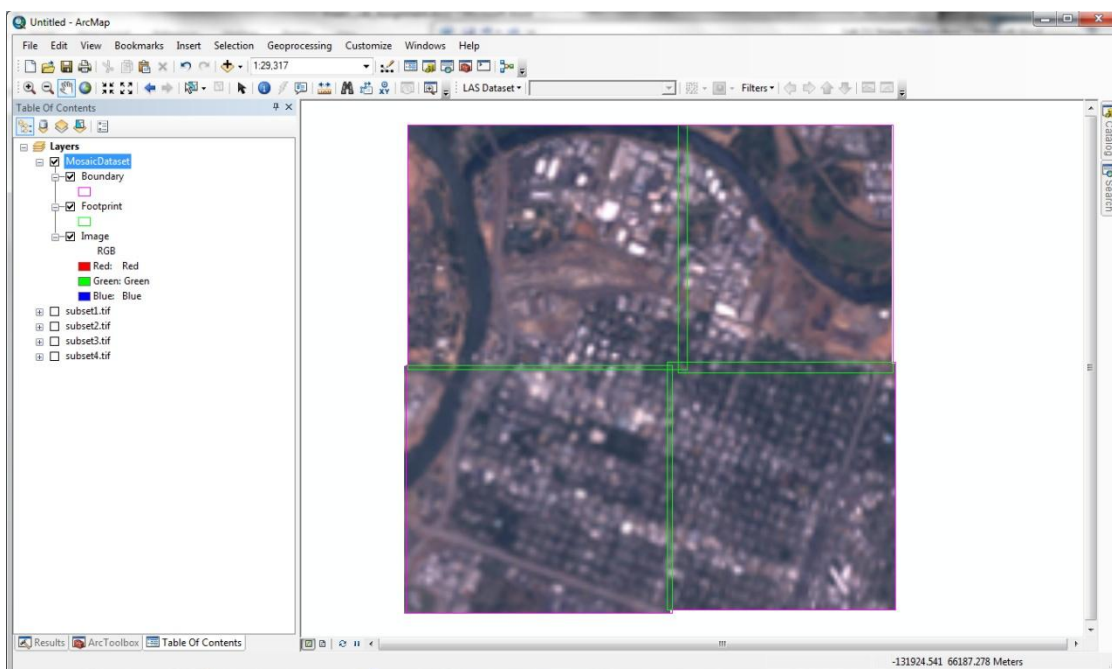 Untitled - ArcMap
File Edit View Bookmarks Insert Selection Geoprocessing Customize Windows Help
1:29,317
LAS Dataset
Filters
Table Of Contents
Layers
MosaicDataset
Boundary
Footprint
Image
RGB
Red: Red
Green: Green
Blue: Blue
subset1.tif
subset2.tif
subset3.tif
subset4.tif
Catalog
Search
Results ArcToolbox Table Of Contents
-131924.541 66187.278 Meters